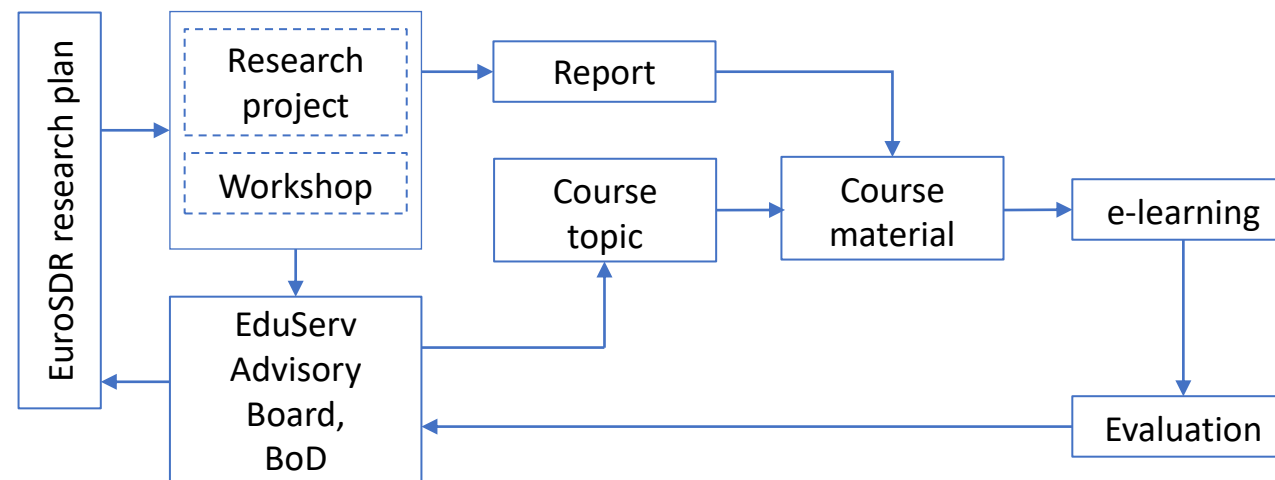 EuroSDR research plan
Research
project
Workshop
Report
Course
topic
Course
material
e-learning
EduServ
Advisory
Board,
BoD
Evaluation